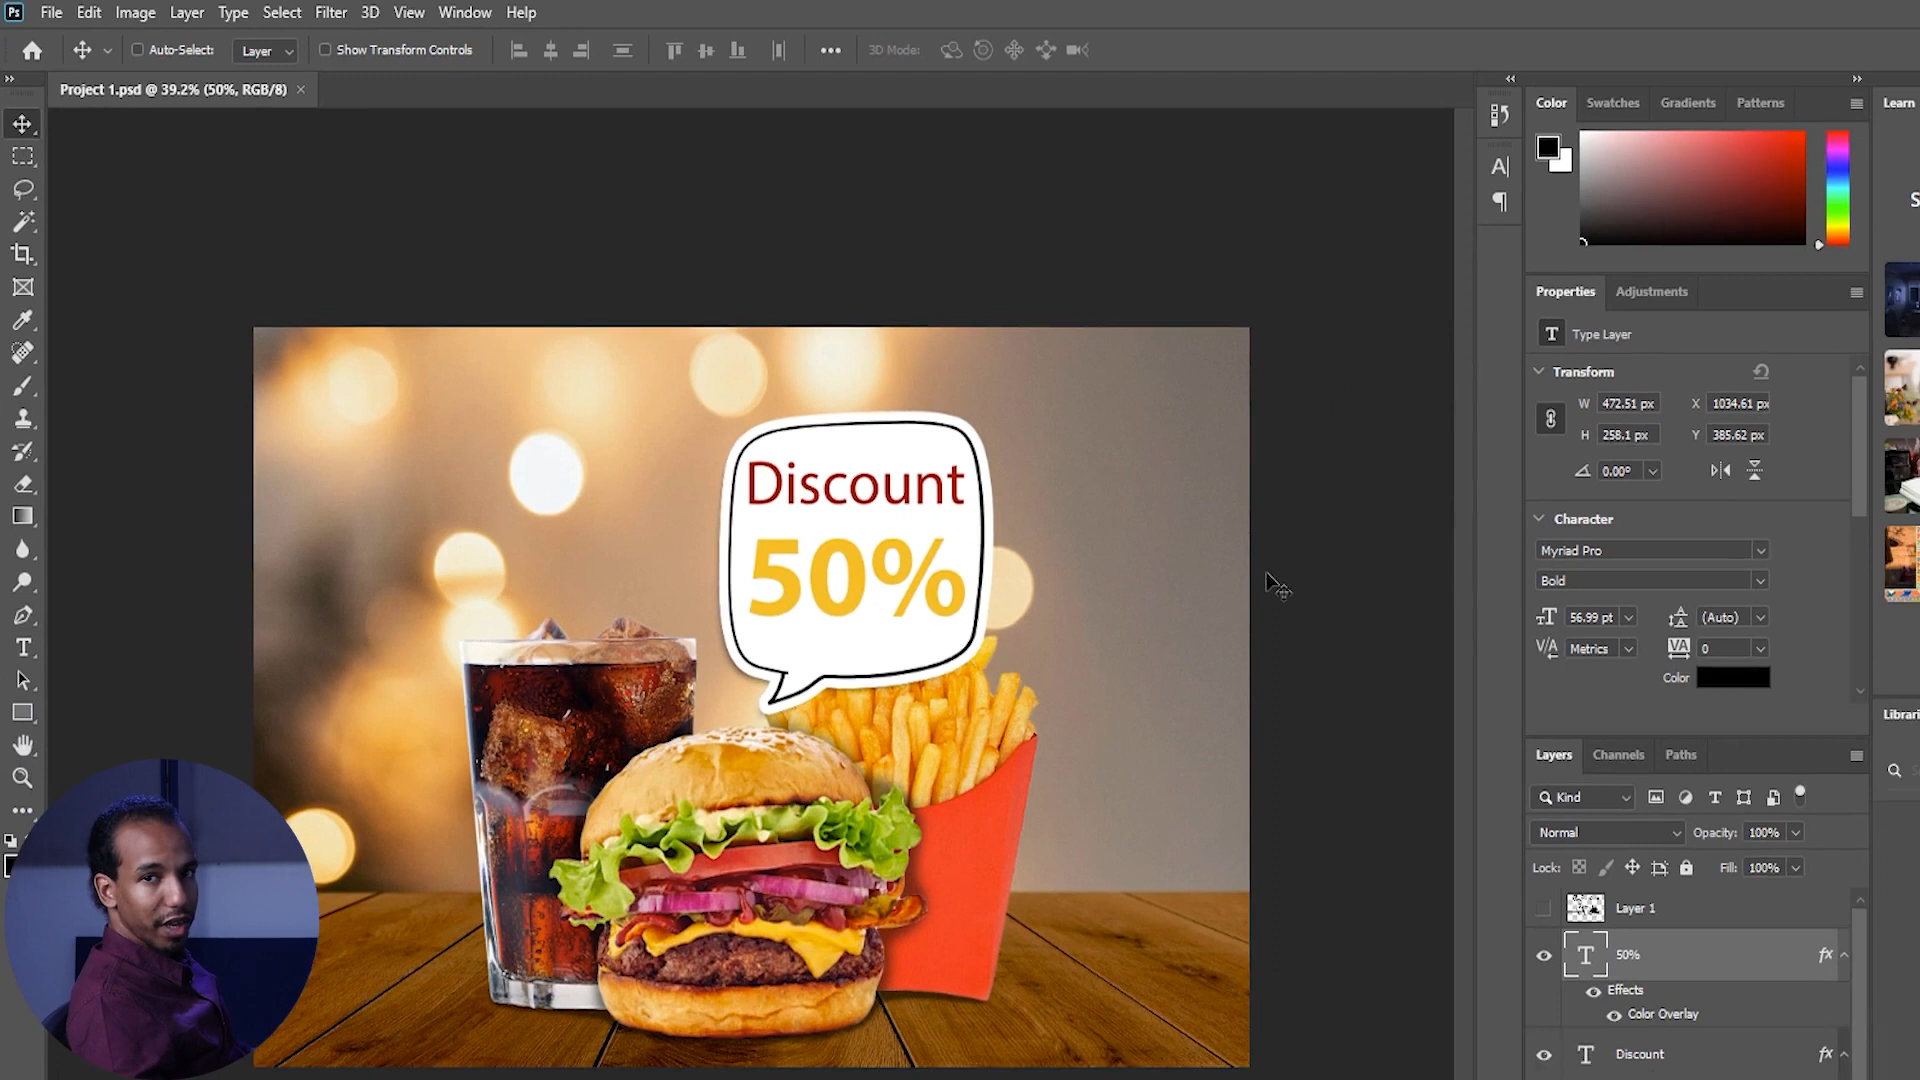 Ps File Edit Image Layer Type Select Filter 3D View Window Help
Auto-Select: Layer Show Transform Controls 3D Mode:
Project 1.psd @ 39.2% (50%, RGB/8) ×
Color Swatches Gradients Patterns Learn
Discount
50%
Properties Adjustments
T Type Layer
Transform
W 472.51 px X 1034.61 px
H 258.1 px Y 385.62 px
0.00°
Character
Myriad Pro
Bold
56.99 pt (Auto)
Metrics 0
Color
Layers Channels Paths
Kind
Normal Opacity: 100%
Lock: Fill: 100%
Layer 1
T 50% fx
Effects
Color Overlay
T Discount fx